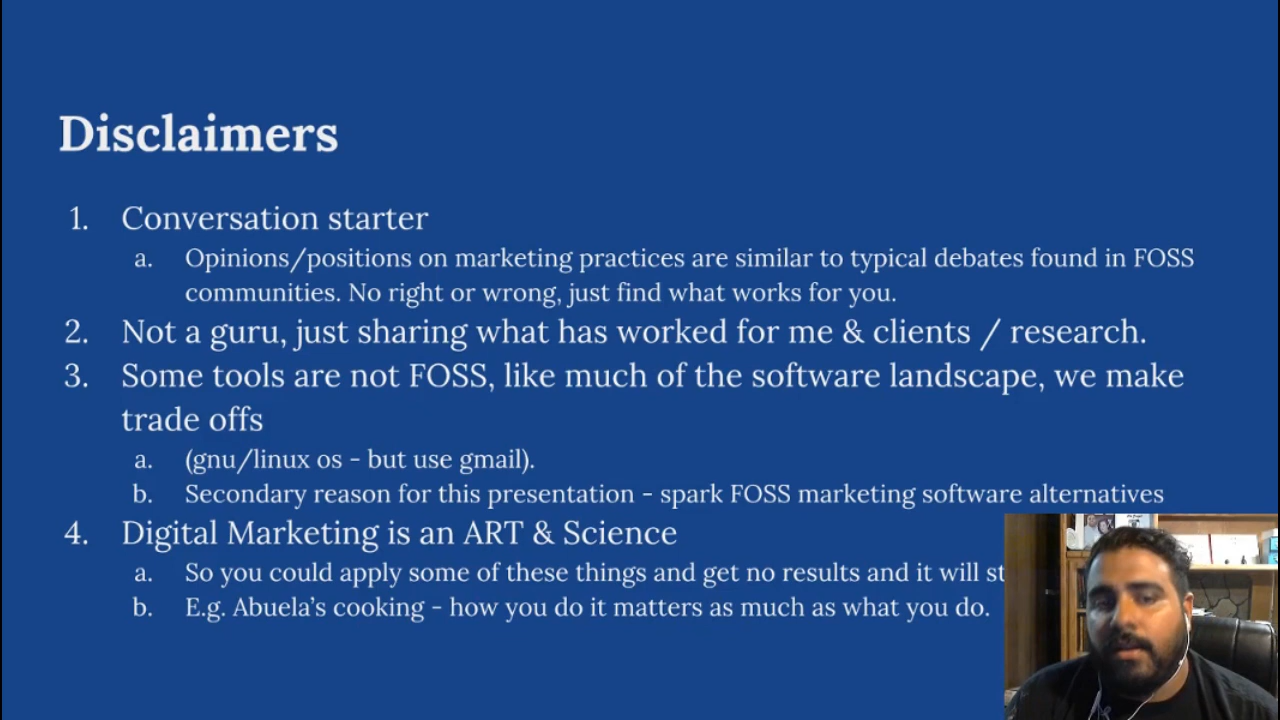 Disclaimers
1. Conversation starter
a. Opinions/positions on marketing practices are similar to typical debates found in FOSS
communities. No right or wrong, just find what works for you.
2. Not a guru, just sharing what has worked for me & clients / research.
3. Some tools are not FOSS, like much of the software landscape, we make
trade offs
a. (gnu/linux os - but use gmail).
b. Secondary reason for this presentation - spark FOSS marketing software alternatives
4. Digital Marketing is an ART & Science
a. So you could apply some of these things and get no results and it will
b. E.g. Abuela's cooking - how you do it matters as much as what you do.